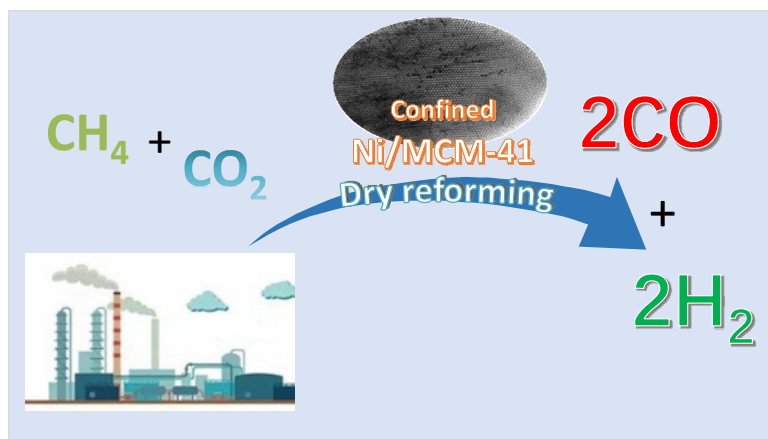 CH₄ + CO₂
Confined
Ni/MCM-41
Dry reforming
2CO
+
2H₂